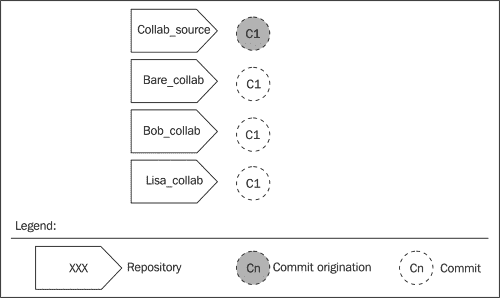 Collab_source C1
Bare_collab C1
Bob_collab C1
Lisa_collab C1
Legend:
XXX Repository Cn Commit origination Cn Commit